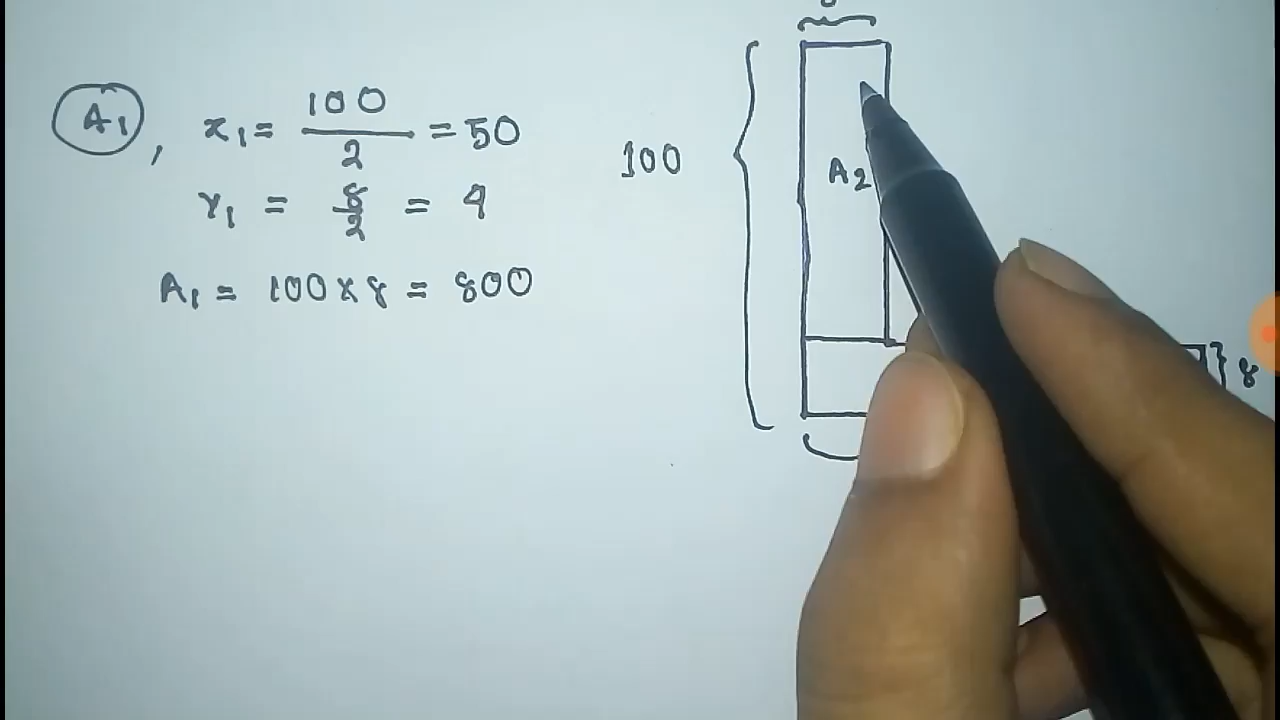 A1, x1 = 100/2 = 50
Y1 = 8/2 = 4
A1 = 100 x 8 = 800
100
A2
8